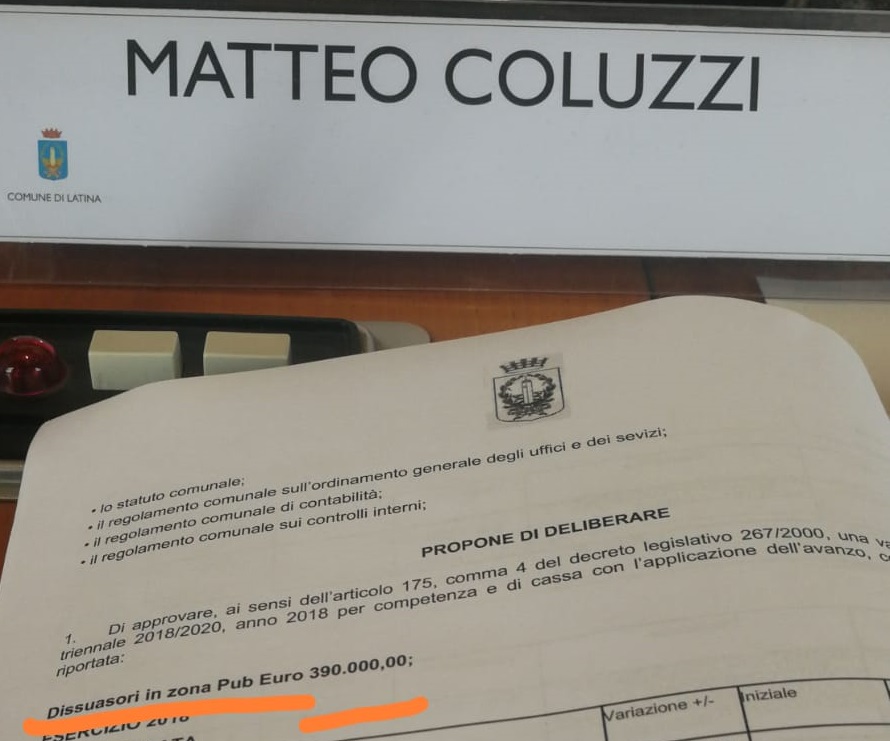 MATTEO COLUZZI
COMUNE DI LATINA
• lo statuto comunale;
• il regolamento comunale sull'ordinamento generale degli uffici e dei sevizi;
• il regolamento comunale di contabilità;
• il regolamento comunale sui controlli interni;
PROPONE DI DELIBERARE
1. Di approvare, ai sensi dell'articolo 175, comma 4 del decreto legislativo 267/2000, una
triennale 2018/2020, anno 2018 per competenza e di cassa con l'applicazione dell'avanzo,
riportata:
Dissuasori in zona Pub Euro 390.000,00;
ESERCIZIO 2018
Variazione +/-
Iniziale